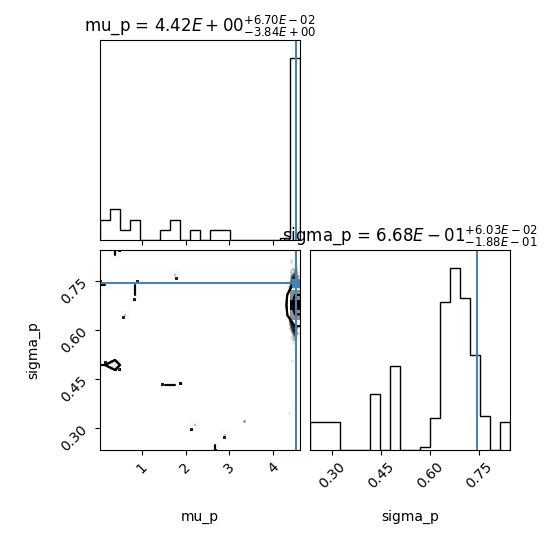 mu_p = 4.42E + 00+6.70E − 02 −3.84E + 00
sigma_p = 6.68E − 01+6.03E − 02 −1.88E − 01
sigma_p
0.75
0.60
0.45
0.30
1 2 3 4
0.30 0.45 0.60 0.75
mu_p sigma_p